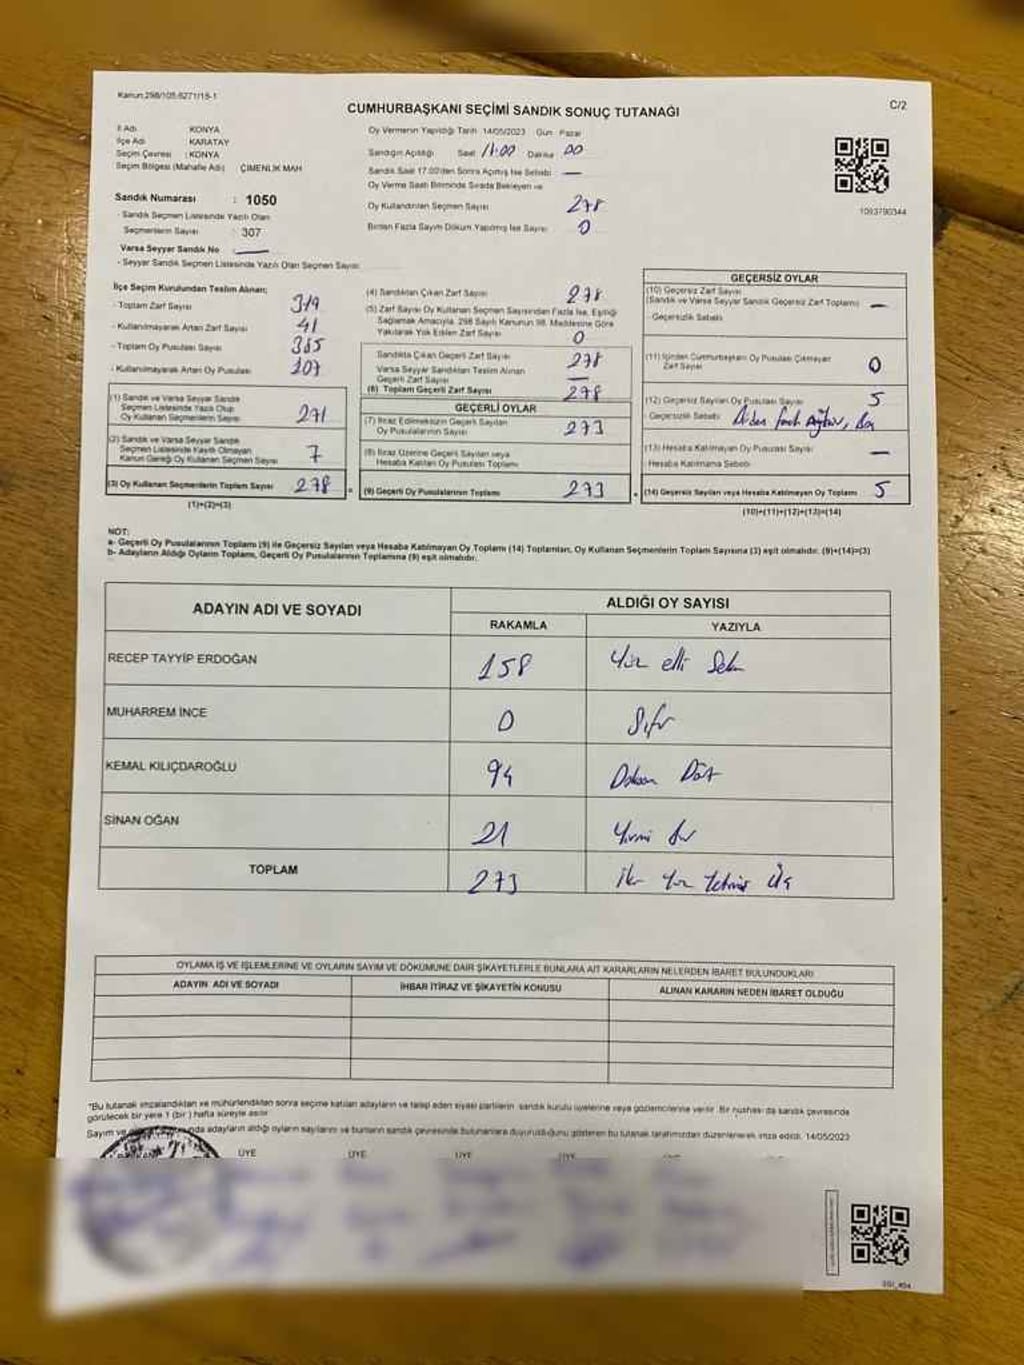 Kanun:298/105,6271/15-1
CUMHURBAŞKANI SEÇİMİ SANDIK SONUÇ TUTANAĞI
C/2
İl Adı KONYA
İlçe Adı KARATAY
Seçim Çevresi : KONYA
Seçim Bölgesi (Mahalle Adı) : ÇİMENLİK MAH
Sandık Numarası : 1050
- Sandık Seçmen Listesinde Yazılı Olan
Seçmenlerin Sayısı : 307
Varsa Seyyar Sandık No : —
- Seyyar Sandık Seçmen Listesinde Yazılı Olan Seçmen Sayısı
Oy Vermenin Yapıldığı Tarih 14/05/2023 Gün Pazar
Sandığın Açıldığı Saat 17:00 Dakika 00
Sandık Saat 17.00'den Sonra Açılmış İse Sebebi —
Oy Verme Saati Bitiminde Sırada Bekleyen ve
Oy Kullandırılan Seçmen Sayısı 278
Birden Fazla Sayım Döküm Yapılmış İse Sayısı 0
1093790344
İlçe Seçim Kurulundan Teslim Alınan;
- Toplam Zarf Sayısı 319
- Kullanılmayarak Artan Zarf Sayısı 41
- Toplam Oy Pusulası Sayısı 385
- Kullanılmayarak Artan Oy Pusulası 107
(1) Sandık ve Varsa Seyyar Sandık
Seçmen Listesinde Yazılı Olup
Oy Kullanan Seçmenlerin Sayısı 271
(2) Sandık ve Varsa Seyyar Sandık
Seçmen Listesinde Kayıtlı Olmayan
Kanun Gereği Oy Kullanan Seçmen Sayısı 7
(3) Oy Kullanan Seçmenlerin Toplam Sayısı 278
(1)+(2)=(3)
(4) Sandıktan Çıkan Zarf Sayısı 278
(5) Zarf Sayısı Oy Kullanan Seçmen Sayısından Fazla İse, Eşitliği
Sağlamak Amacıyla, 298 Sayılı Kanunun 98. Maddesine Göre
Yakılarak Yok Edilen Zarf Sayısı 0
Sandıkta Çıkan Geçerli Zarf Sayısı 278
Varsa Seyyar Sandıktan Teslim Alınan
Geçerli Zarf Sayısı —
(6) Toplam Geçerli Zarf Sayısı 278
GEÇERLİ OYLAR
(7) İtiraz Edilmeksizin Geçerli Sayılan
Oy Pusulalarının Sayısı 273
(8) İtiraz Üzerine Geçerli Sayılan veya
Hesaba Katılan Oy Pusulası Toplamı
(9) Geçerli Oy Pusulalarının Toplamı 273
GEÇERSİZ OYLAR
(10) Geçersiz Zarf Sayısı
(Sandık ve Varsa Seyyar Sandık Geçersiz Zarf Toplamı) —
- Geçersizlik Sebebi
(11) İçinden Cumhurbaşkanı Oy Pusulası Çıkmayan
Zarf Sayısı 0
(12) Geçersiz Sayılan Oy Pusulası Sayısı 5
- Geçersizlik Sebebi
(13) Hesaba Katılmayan Oy Pusulası Sayısı —
- Hesaba Katılmama Sebebi
(14) Geçersiz Sayılan veya Hesaba Katılmayan Oy Toplamı 5
(10)+(11)+(12)+(13)=(14)
NOT:
a- Geçerli Oy Pusulalarının Toplamı (9) ile Geçersiz Sayılan veya Hesaba Katılmayan Oy Toplamı (14) Toplamları, Oy Kullanan Seçmenlerin Toplam Sayısına (3) eşit olmalıdır. (9)+(14)=(3)
b- Adayların Aldığı Oyların Toplamı, Geçerli Oy Pusulalarının Toplamına (9) eşit olmalıdır.
ADAYIN ADI VE SOYADI
ALDIĞI OY SAYISI
RAKAMLA YAZIYLA
RECEP TAYYİP ERDOĞAN 158 Yüz elli Sekiz
MUHARREM İNCE 0 Sıfır
KEMAL KILIÇDAROĞLU 94 Doksan Dört
SİNAN OĞAN 21 Yirmi bir
TOPLAM 273 İki Yüz Yetmiş Üç
OYLAMA İŞ VE İŞLEMLERİNE VE OYLARIN SAYIM VE DÖKÜMÜNE DAİR ŞİKAYETLERLE BUNLARA AİT KARARLARIN NELERDEN İBARET BULUNDUKLARI
ADAYIN ADI VE SOYADI İHBAR İTİRAZ VE ŞİKAYETİN KONUSU ALINAN KARARIN NEDEN İBARET OLDUĞU
*Bu tutanak imzalandıktan ve mühürlendikten sonra seçime katılan adayların ve talep eden siyasi partilerin sandık kurulu üyelerine veya gözlemcilerine verilir. Bir nüshası da sandık çevresinde
görülecek bir yere 1 (bir) hafta süreyle asılır.
Sayım ve adayların aldığı oyların sayılarını ve bunların sandık çevresinde bulunanlara duyurulduğunu gösteren bu tutanak tarafımızdan düzenlenerek imza edildi. 14/05/2023
ÜYE ÜYE ÜYE ÜYE